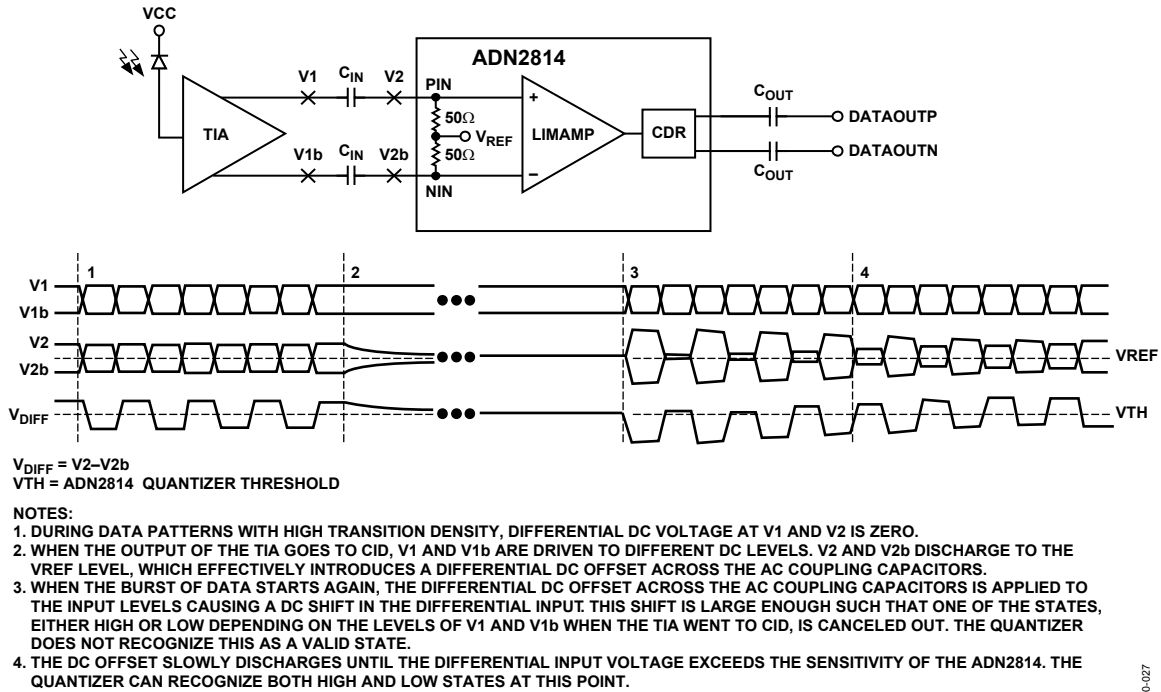 VCC
ADN2814
V1
C_IN
V2
PIN
50Ω
V_REF
50Ω
TIA
LIMAMP
+
−
CDR
C_OUT
DATAOUTP
DATAOUTN
C_OUT
V1b
C_IN
V2b
NIN
1
2
3
4
V1
V1b
V2
V2b
VREF
V_DIFF
VTH
V_DIFF = V2–V2b
VTH = ADN2814 QUANTIZER THRESHOLD
NOTES:
1. DURING DATA PATTERNS WITH HIGH TRANSITION DENSITY, DIFFERENTIAL DC VOLTAGE AT V1 AND V2 IS ZERO.
2. WHEN THE OUTPUT OF THE TIA GOES TO CID, V1 AND V1b ARE DRIVEN TO DIFFERENT DC LEVELS. V2 AND V2b DISCHARGE TO THE
VREF LEVEL, WHICH EFFECTIVELY INTRODUCES A DIFFERENTIAL DC OFFSET ACROSS THE AC COUPLING CAPACITORS.
3. WHEN THE BURST OF DATA STARTS AGAIN, THE DIFFERENTIAL DC OFFSET ACROSS THE AC COUPLING CAPACITORS IS APPLIED TO
THE INPUT LEVELS CAUSING A DC SHIFT IN THE DIFFERENTIAL INPUT. THIS SHIFT IS LARGE ENOUGH SUCH THAT ONE OF THE STATES,
EITHER HIGH OR LOW DEPENDING ON THE LEVELS OF V1 AND V1b WHEN THE TIA WENT TO CID, IS CANCELED OUT. THE QUANTIZER
DOES NOT RECOGNIZE THIS AS A VALID STATE.
4. THE DC OFFSET SLOWLY DISCHARGES UNTIL THE DIFFERENTIAL INPUT VOLTAGE EXCEEDS THE SENSITIVITY OF THE ADN2814. THE
QUANTIZER CAN RECOGNIZE BOTH HIGH AND LOW STATES AT THIS POINT.
0-027